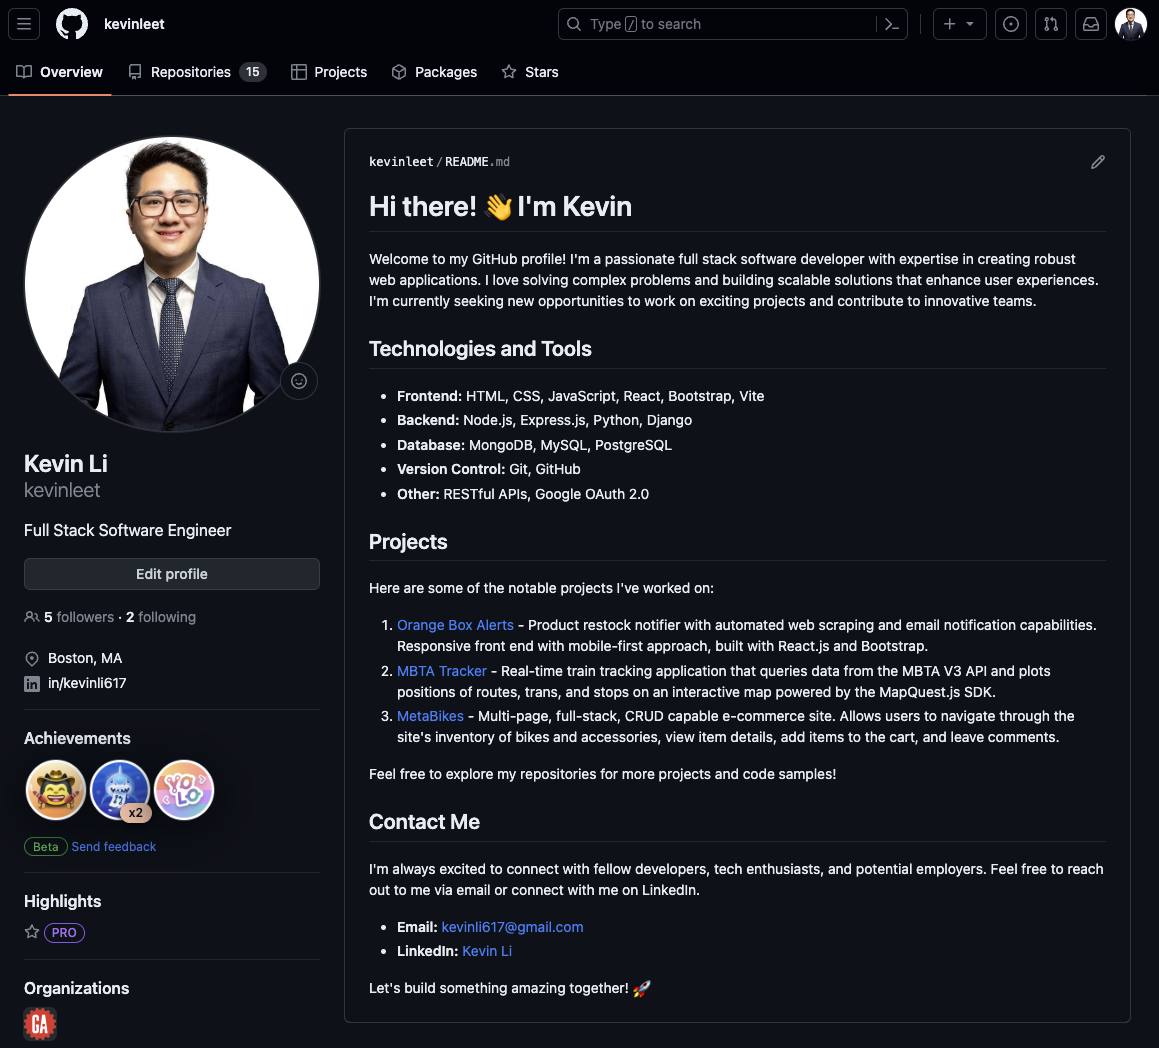 kevinleet
Type / to search
Overview
Repositories 15
Projects
Packages
Stars
kevinleet/README.md
Hi there! 👋 I'm Kevin
Welcome to my GitHub profile! I'm a passionate full stack software developer with expertise in creating robust
web applications. I love solving complex problems and building scalable solutions that enhance user experiences.
I'm currently seeking new opportunities to work on exciting projects and contribute to innovative teams.
Technologies and Tools
• Frontend: HTML, CSS, JavaScript, React, Bootstrap, Vite
• Backend: Node.js, Express.js, Python, Django
• Database: MongoDB, MySQL, PostgreSQL
• Version Control: Git, GitHub
• Other: RESTful APIs, Google OAuth 2.0
Projects
Here are some of the notable projects I've worked on:
1. Orange Box Alerts - Product restock notifier with automated web scraping and email notification capabilities.
Responsive front end with mobile-first approach, built with React.js and Bootstrap.
2. MBTA Tracker - Real-time train tracking application that queries data from the MBTA V3 API and plots
positions of routes, trans, and stops on an interactive map powered by the MapQuest.js SDK.
3. MetaBikes - Multi-page, full-stack, CRUD capable e-commerce site. Allows users to navigate through the
site's inventory of bikes and accessories, view item details, add items to the cart, and leave comments.
Feel free to explore my repositories for more projects and code samples!
Contact Me
I'm always excited to connect with fellow developers, tech enthusiasts, and potential employers. Feel free to reach
out to me via email or connect with me on LinkedIn.
• Email: kevinli617@gmail.com
• LinkedIn: Kevin Li
Let's build something amazing together! 🚀
Kevin Li
kevinleet
Full Stack Software Engineer
Edit profile
5 followers · 2 following
Boston, MA
in/kevinli617
Achievements
x2
YOLO
Beta Send feedback
Highlights
PRO
Organizations
GA